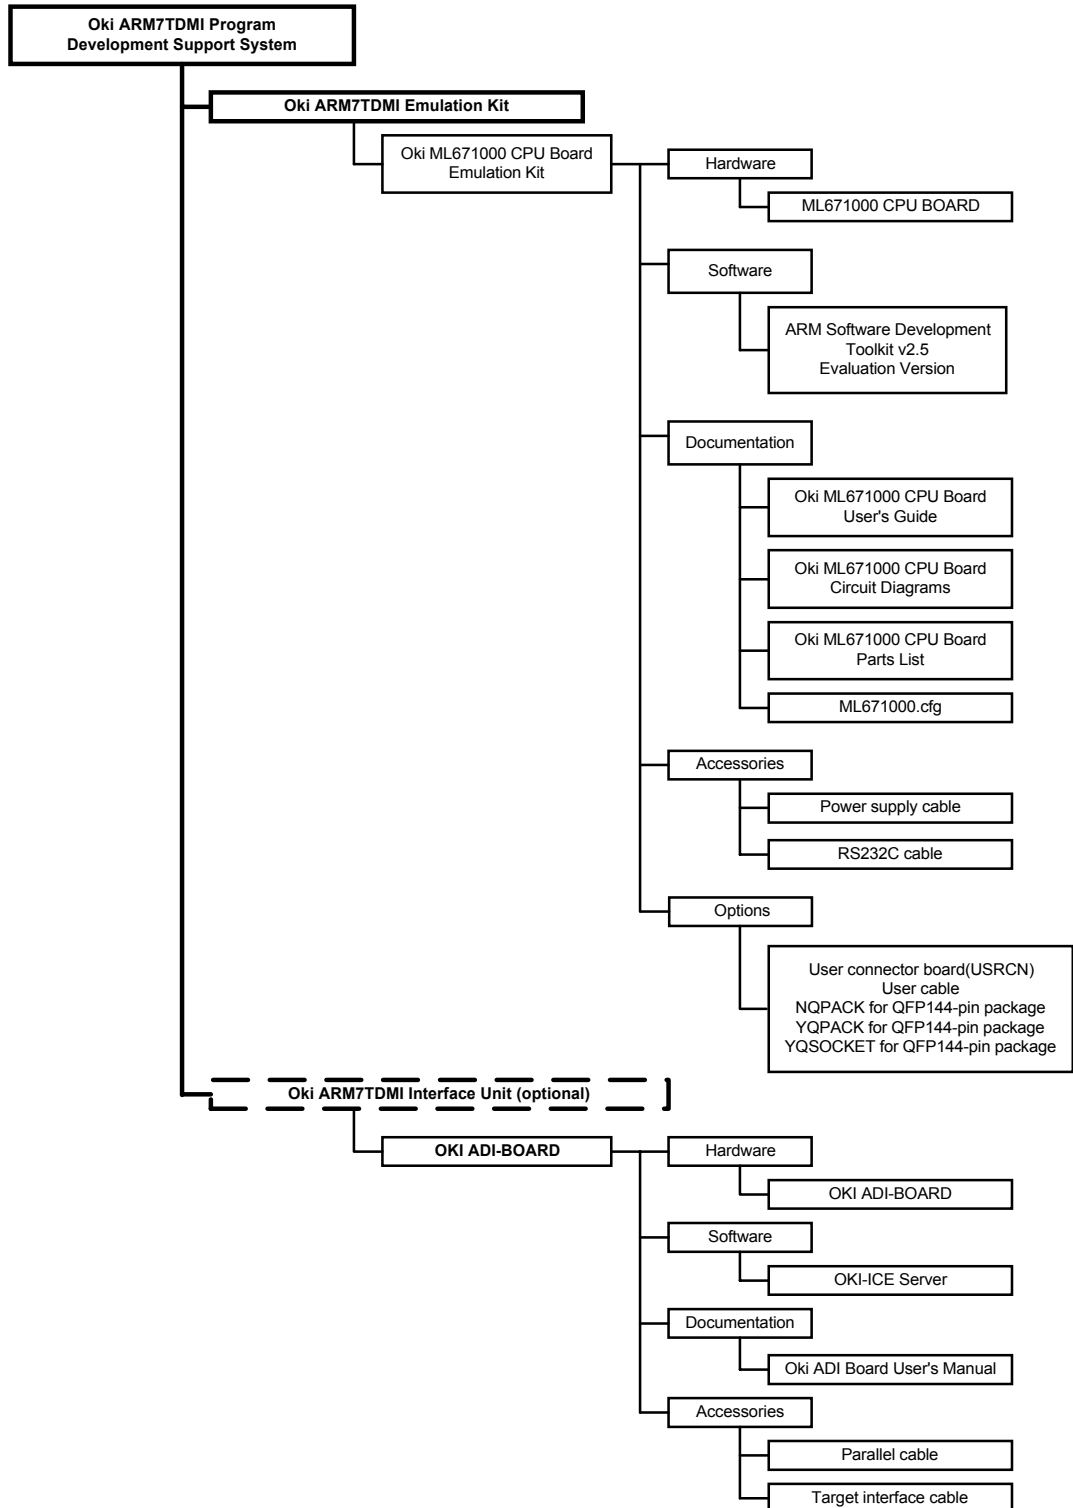 Oki ARM7TDMI Program
Development Support System
Oki ARM7TDMI Emulation Kit
Oki ML671000 CPU Board
Emulation Kit
Hardware
ML671000 CPU BOARD
Software
ARM Software Development
Toolkit v2.5
Evaluation Version
Documentation
Oki ML671000 CPU Board
User's Guide
Oki ML671000 CPU Board
Circuit Diagrams
Oki ML671000 CPU Board
Parts List
ML671000.cfg
Accessories
Power supply cable
RS232C cable
Options
User connector board(USRCN)
User cable
NQPACK for QFP144-pin package
YQPACK for QFP144-pin package
YQSOCKET for QFP144-pin package
Oki ARM7TDMI Interface Unit (optional)
OKI ADI-BOARD
Hardware
OKI ADI-BOARD
Software
OKI-ICE Server
Documentation
Oki ADI Board User's Manual
Accessories
Parallel cable
Target interface cable